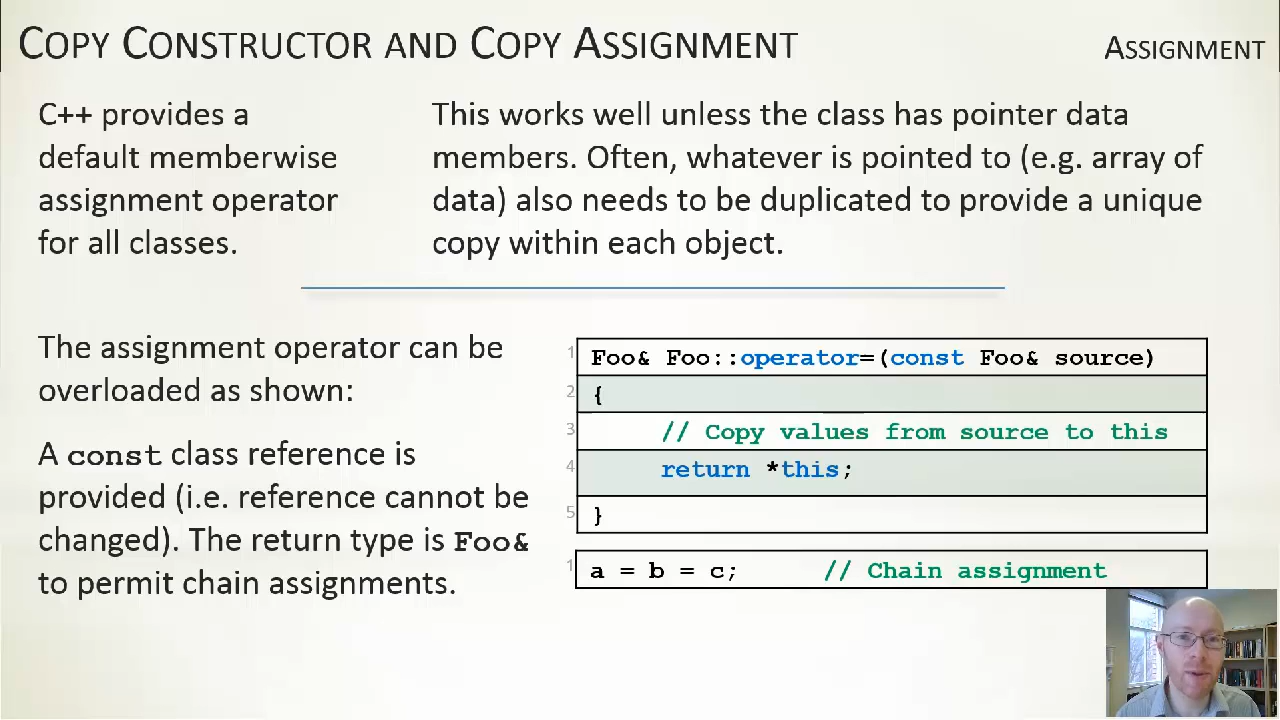 COPY CONSTRUCTOR AND COPY ASSIGNMENT
ASSIGNMENT
C++ provides a
default memberwise
assignment operator
for all classes.
This works well unless the class has pointer data
members. Often, whatever is pointed to (e.g. array of
data) also needs to be duplicated to provide a unique
copy within each object.
The assignment operator can be
overloaded as shown:
A const class reference is
provided (i.e. reference cannot be
changed). The return type is Foo&
to permit chain assignments.
1 Foo& Foo::operator=(const Foo& source)
2 {
3 // Copy values from source to this
4 return *this;
5 }
1 a = b = c; // Chain assignment